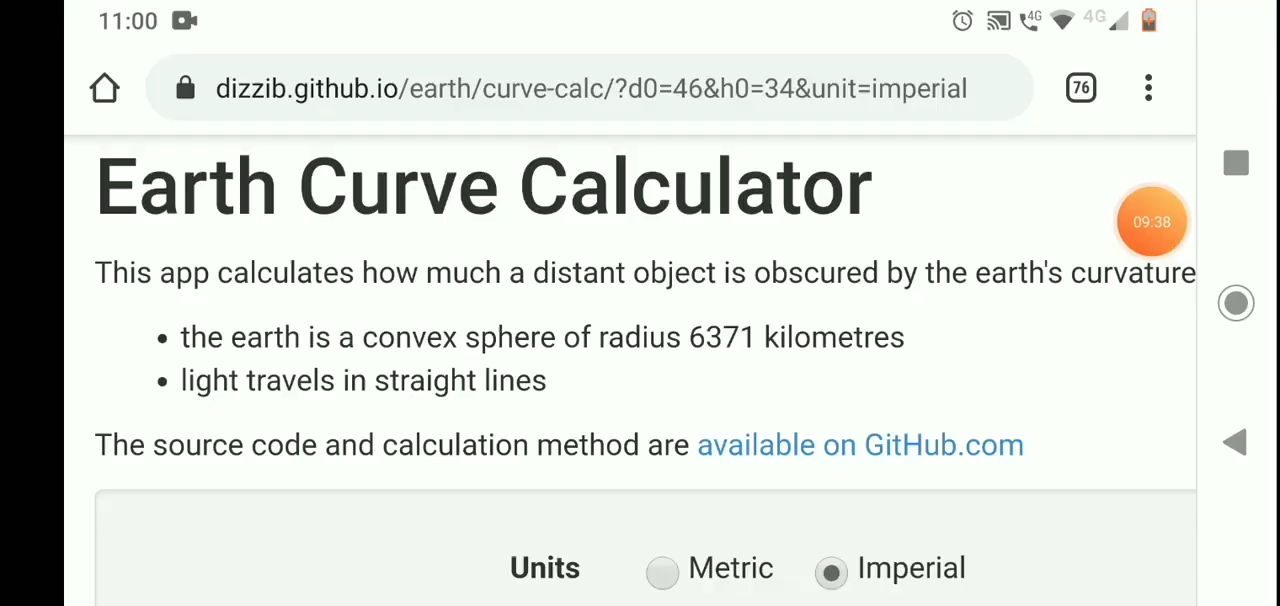 11:00 4G 4G
dizzib.github.io/earth/curve-calc/?d0=46&h0=34&unit=imperial 76
Earth Curve Calculator
09:38
This app calculates how much a distant object is obscured by the earth's curvature
• the earth is a convex sphere of radius 6371 kilometres
• light travels in straight lines
The source code and calculation method are available on GitHub.com
Units Metric Imperial